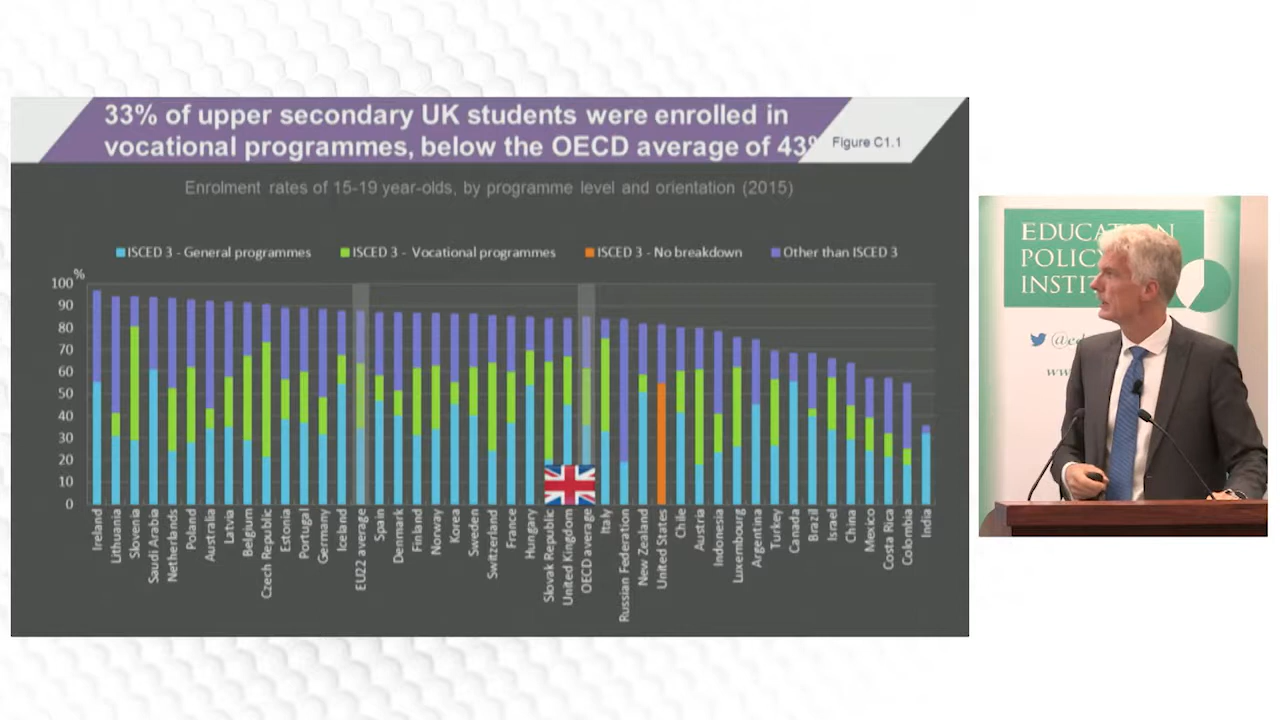 33% of upper secondary UK students were enrolled in
vocational programmes, below the OECD average of 43%
Figure C1.1
Enrolment rates of 15-19 year-olds, by programme level and orientation (2015)
ISCED 3 - General programmes
ISCED 3 - Vocational programmes
ISCED 3 - No breakdown
Other than ISCED 3
%
100
90
80
70
60
50
40
30
20
10
0
Ireland
Lithuania
Slovenia
Saudi Arabia
Netherlands
Poland
Australia
Latvia
Belgium
Czech Republic
Estonia
Portugal
Germany
Iceland
EU22 average
Spain
Denmark
Finland
Norway
Korea
Sweden
Switzerland
France
Hungary
Slovak Republic
United Kingdom
OECD average
Italy
Russian Federation
New Zealand
United States
Chile
Austria
Indonesia
Luxembourg
Argentina
Turkey
Canada
Brazil
Israel
China
Mexico
Costa Rica
Colombia
India
EDUCATION
POLICY
INSTIT
@ed
ww